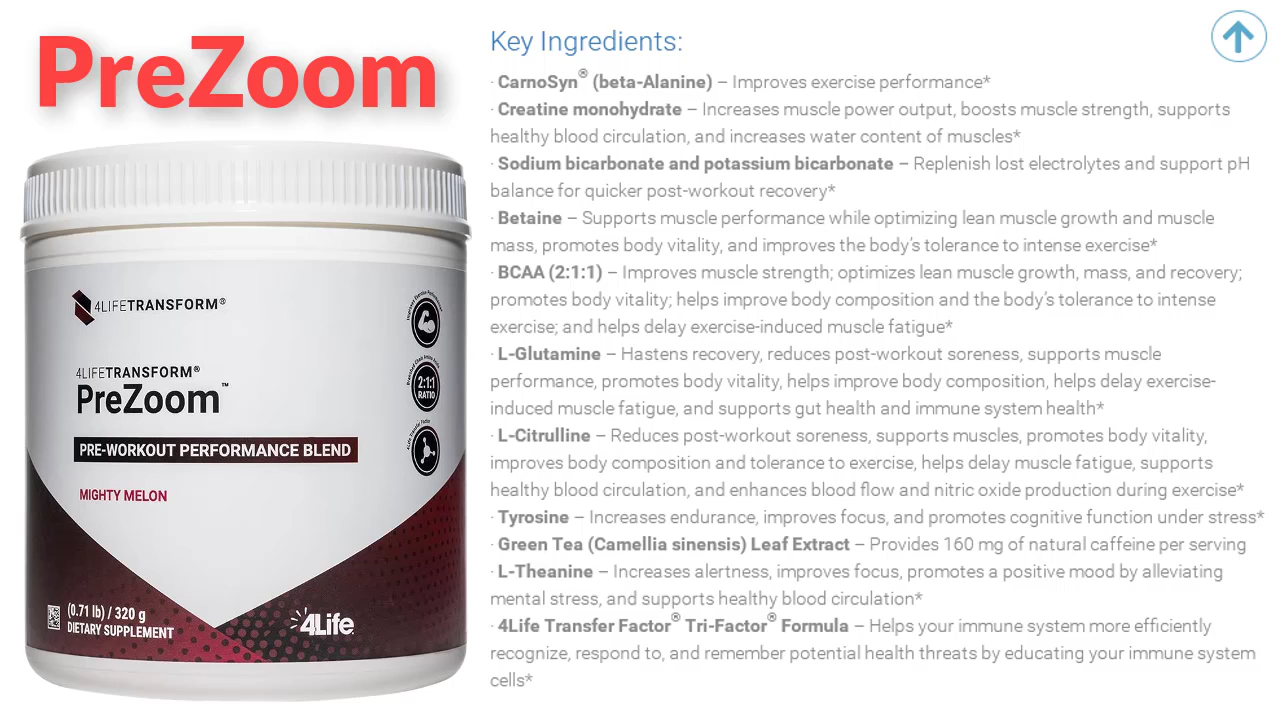 PreZoom
4LIFETRANSFORM®
2:1:1
RATIO
4LIFETRANSFORM®
PreZoom™
PRE-WORKOUT PERFORMANCE BLEND
MIGHTY MELON
(0.71 lb) / 320 g
DIETARY SUPPLEMENT
4Life
Key Ingredients:
· CarnoSyn® (beta-Alanine) – Improves exercise performance*
· Creatine monohydrate – Increases muscle power output, boosts muscle strength, supports
healthy blood circulation, and increases water content of muscles*
· Sodium bicarbonate and potassium bicarbonate – Replenish lost electrolytes and support pH
balance for quicker post-workout recovery*
· Betaine – Supports muscle performance while optimizing lean muscle growth and muscle
mass, promotes body vitality, and improves the body’s tolerance to intense exercise*
· BCAA (2:1:1) – Improves muscle strength; optimizes lean muscle growth, mass, and recovery;
promotes body vitality; helps improve body composition and the body’s tolerance to intense
exercise; and helps delay exercise-induced muscle fatigue*
· L-Glutamine – Hastens recovery, reduces post-workout soreness, supports muscle
performance, promotes body vitality, helps improve body composition, helps delay exercise-
induced muscle fatigue, and supports gut health and immune system health*
· L-Citrulline – Reduces post-workout soreness, supports muscles, promotes body vitality,
improves body composition and tolerance to exercise, helps delay muscle fatigue, supports
healthy blood circulation, and enhances blood flow and nitric oxide production during exercise*
· Tyrosine – Increases endurance, improves focus, and promotes cognitive function under stress*
· Green Tea (Camellia sinensis) Leaf Extract – Provides 160 mg of natural caffeine per serving
· L-Theanine – Increases alertness, improves focus, promotes a positive mood by alleviating
mental stress, and supports healthy blood circulation*
· 4Life Transfer Factor® Tri-Factor® Formula – Helps your immune system more efficiently
recognize, respond to, and remember potential health threats by educating your immune system
cells*